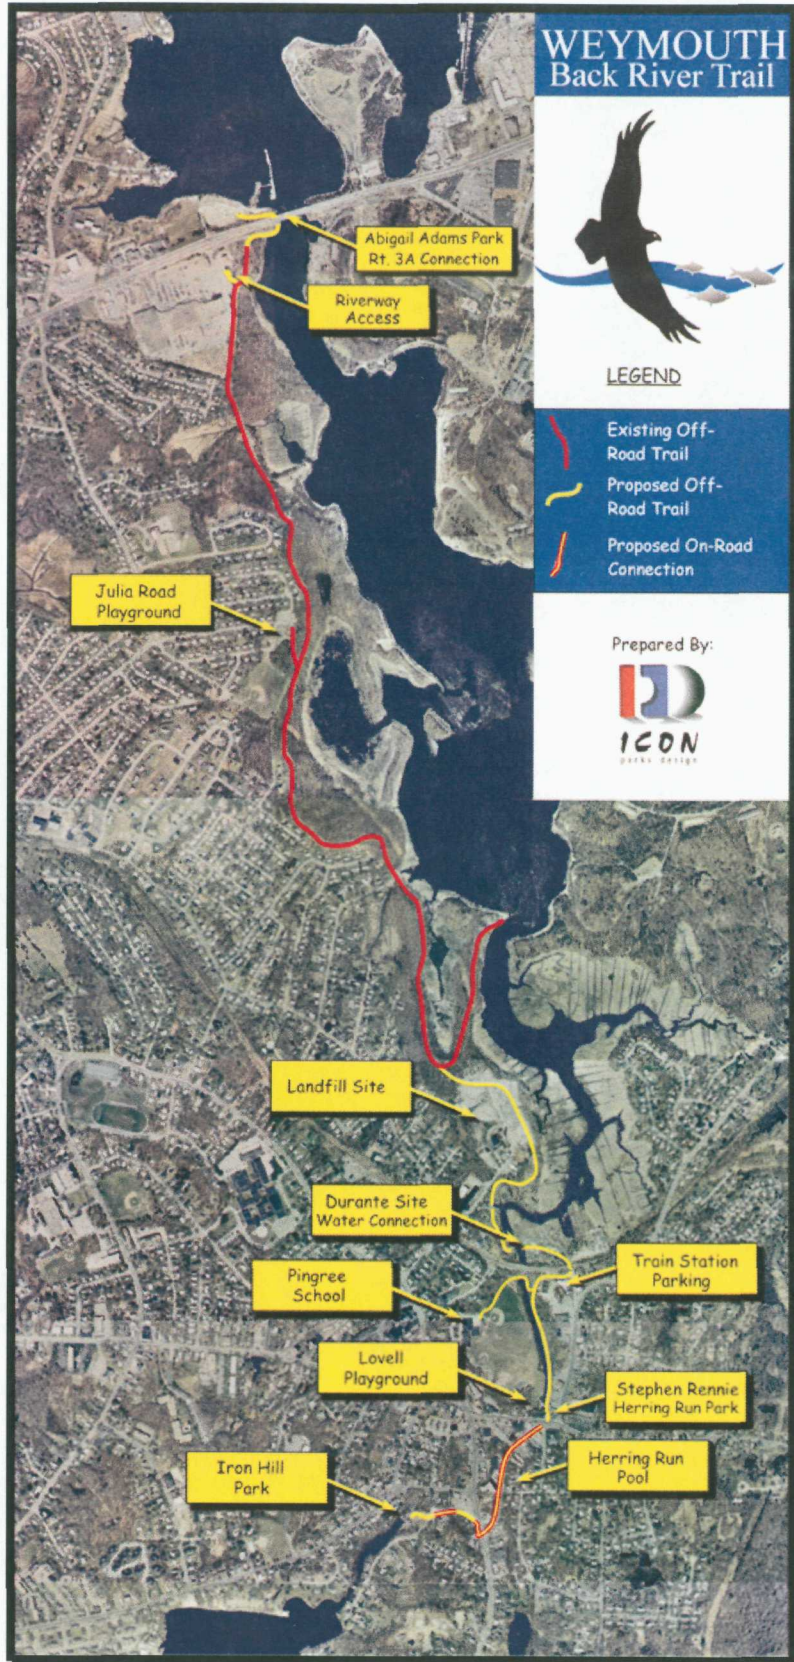 WEYMOUTH
Back River Trail
Abigail Adams Park
Rt. 3A Connection
Riverway
Access
LEGEND
Existing Off-
Road Trail
Proposed Off-
Road Trail
Proposed On-Road
Connection
Julia Road
Playground
Prepared By:
ICON
parks design
Landfill Site
Durante Site
Water Connection
Train Station
Parking
Pingree
School
Lovell
Playground
Stephen Rennie
Herring Run Park
Iron Hill
Park
Herring Run
Pool